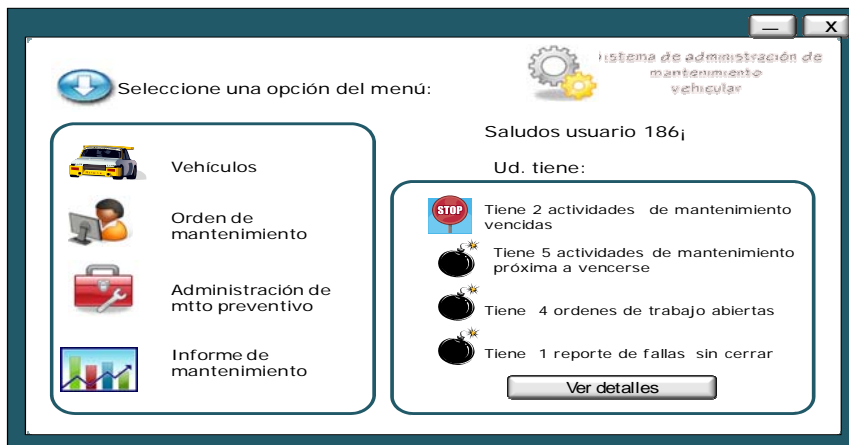 — X
Sistema de administración de
mantenimiento
vehicular
Seleccione una opción del menú:
Saludos usuario 186¡
Ud. tiene:
Vehículos
Orden de
mantenimiento
Administración de
mtto preventivo
Informe de
mantenimiento
STOP
Tiene 2 actividades de mantenimiento
vencidas
Tiene 5 actividades de mantenimiento
próxima a vencerse
Tiene 4 ordenes de trabajo abiertas
Tiene 1 reporte de fallas sin cerrar
Ver detalles